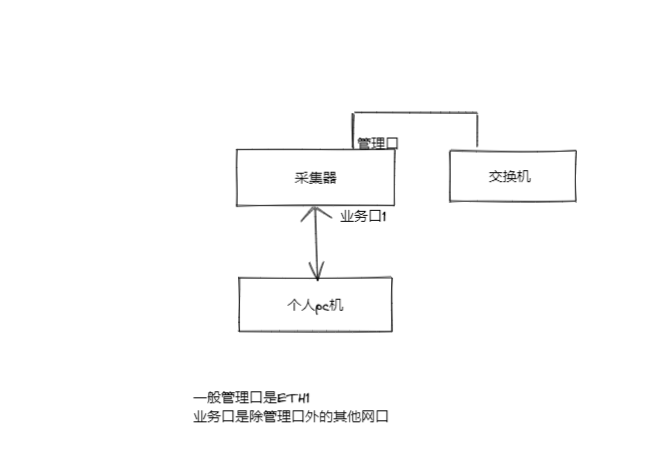 管理口
采集器
交换机
业务口1
个人pc机
一般管理口是ETH1
业务口是除管理口外的其他网口